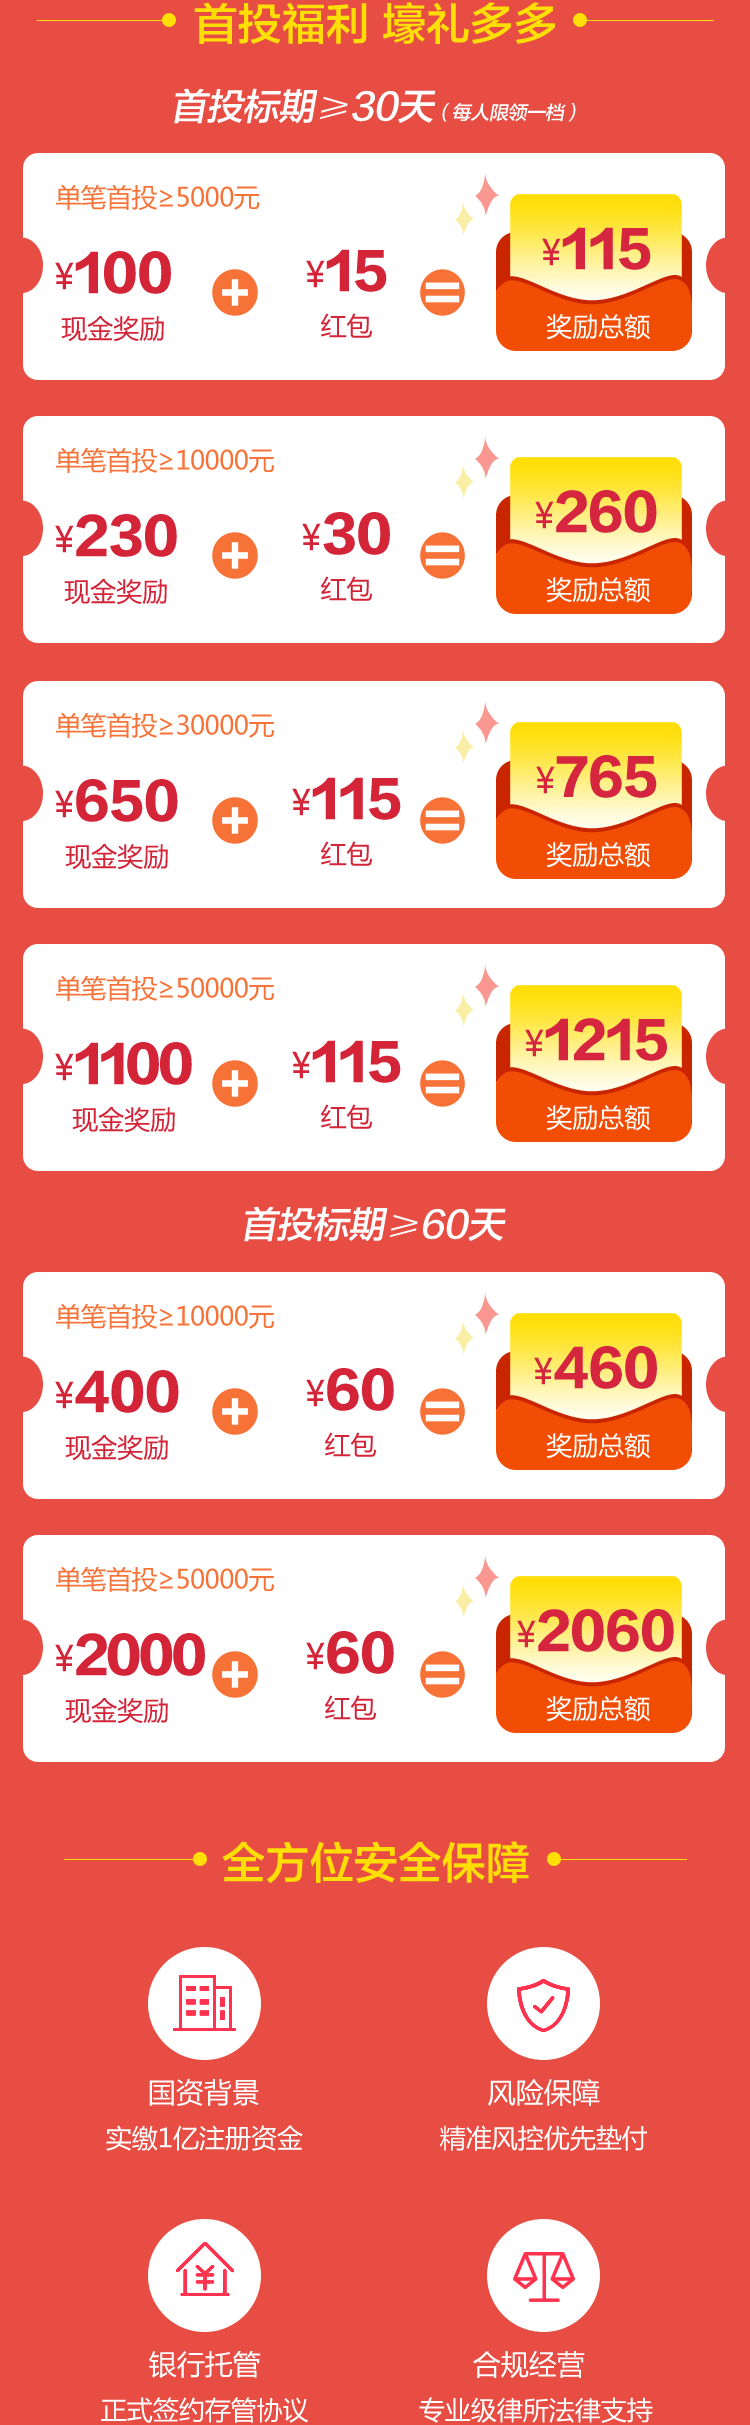 首投福利 壕礼多多
首投标期≥30天（每人限领一档）
单笔首投≥5000元
¥100 ¥15 ¥115
现金奖励 红包 奖励总额
单笔首投≥10000元
¥230 ¥30 ¥260
现金奖励 红包 奖励总额
单笔首投≥30000元
¥650 ¥115 ¥765
现金奖励 红包 奖励总额
单笔首投≥50000元
¥1100 ¥115 ¥1215
现金奖励 红包 奖励总额
首投标期≥60天
单笔首投≥10000元
¥400 ¥60 ¥460
现金奖励 红包 奖励总额
单笔首投≥50000元
¥2000 ¥60 ¥2060
现金奖励 红包 奖励总额
全方位安全保障
国资背景 风险保障
实缴1亿注册资金 精准风控优先垫付
¥
银行托管 合规经营
正式签约存管协议 专业级律所法律支持